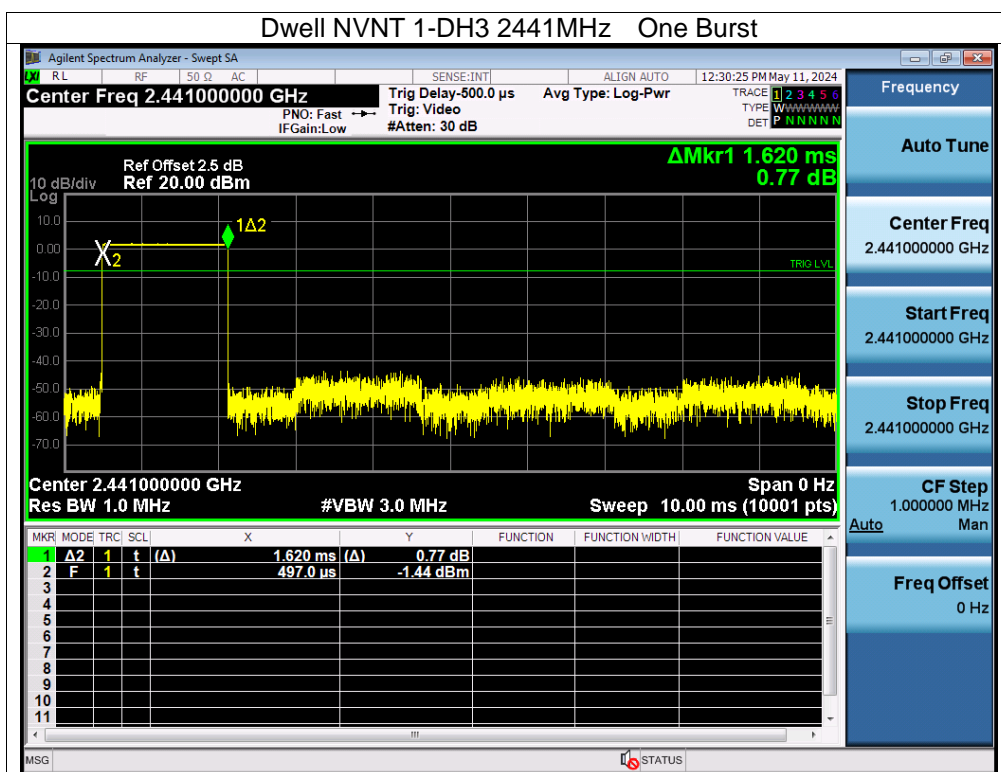 Dwell NVNT 1-DH3 2441MHz One Burst
Agilent Spectrum Analyzer - Swept SA
LXI RL RF 50 Ω AC SENSE:INT ALIGN AUTO 12:30:25 PM May 11, 2024
Center Freq 2.441000000 GHz Trig Delay-500.0 µs Avg Type: Log-Pwr TRACE 1 2 3 4 5 6
PNO: Fast Trig: Video TYPE WWWWWW
IFGain:Low #Atten: 30 dB DET P NNNNN
ΔMkr1 1.620 ms
0.77 dB
Ref Offset 2.5 dB
10 dB/div Ref 20.00 dBm
Log
10.0
0.00
-10.0
-20.0
-30.0
-40.0
-50.0
-60.0
-70.0
1Δ2
X2
TRIG LVL
Center 2.441000000 GHz Span 0 Hz
Res BW 1.0 MHz #VBW 3.0 MHz Sweep 10.00 ms (10001 pts)
MKR MODE TRC SCL X Y FUNCTION FUNCTION WIDTH FUNCTION VALUE
1 Δ2 1 t (Δ) 1.620 ms (Δ) 0.77 dB
2 F 1 t 497.0 µs -1.44 dBm
3
4
5
6
7
8
9
10
11
MSG STATUS
Frequency
Auto Tune
Center Freq
2.441000000 GHz
Start Freq
2.441000000 GHz
Stop Freq
2.441000000 GHz
CF Step
1.000000 MHz
Auto Man
Freq Offset
0 Hz